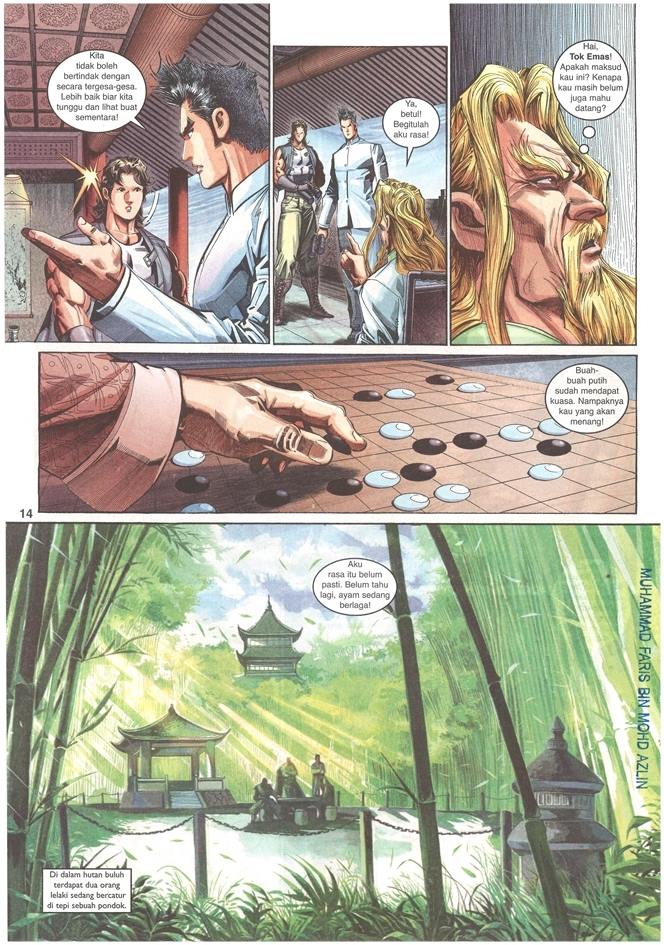 Kita
tidak boleh
bertindak dengan
secara tergesa-gesa.
Lebih baik biar kita
tunggu dan lihat buat
sementara!
Ya,
betul!
Begitulah
aku rasa!
Hai,
Tok Emas!
Apakah maksud
kau ini? Kenapa
kau masih belum
juga mahu
datang?
Buah-
buah putih
sudah mendapat
kuasa. Nampaknya
kau yang akan
menang!
14
Aku
rasa itu belum
pasti. Belum tahu
lagi, ayam sedang
berlaga!
MUHAMMAD FARIS BIN MOHD AZLIN
Di dalam hutan buluh
terdapat dua orang
lelaki sedang bercatur
di tepi sebuah pondok.